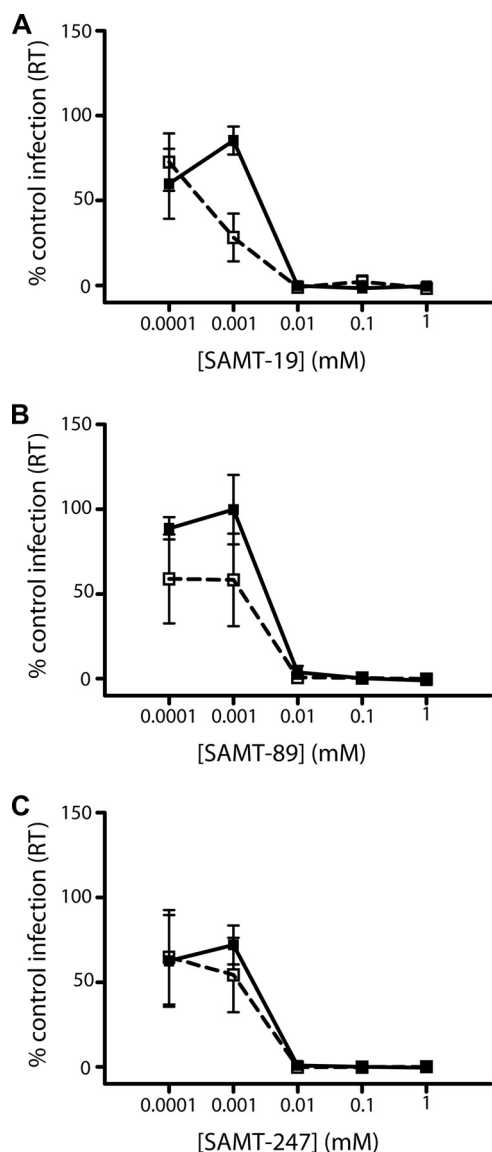 A
% control infection (RT)
150
100
50
0
0.0001 0.001 0.01 0.1 1
[SAMT-19] (mM)
B
% control infection (RT)
150
100
50
0
0.0001 0.001 0.01 0.1 1
[SAMT-89] (mM)
C
% control infection (RT)
150
100
50
0
0.0001 0.001 0.01 0.1 1
[SAMT-247] (mM)